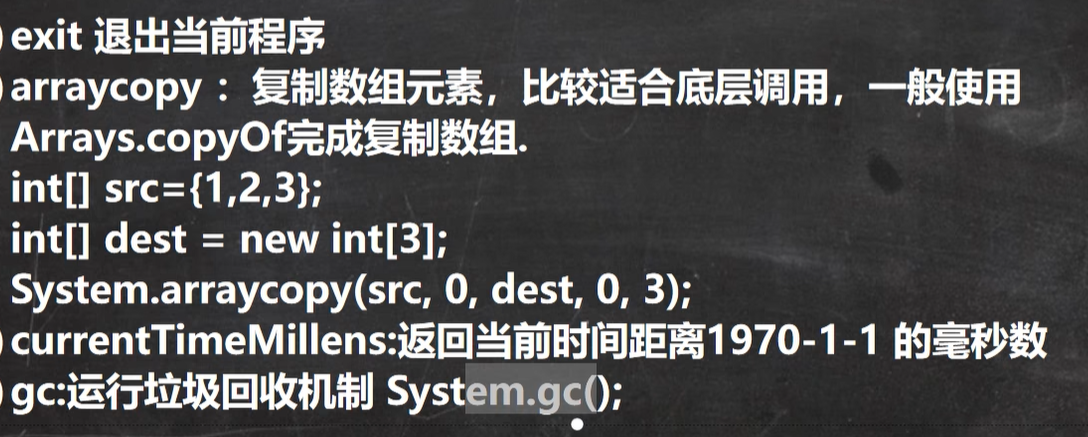 ) exit 退出当前程序
) arraycopy ：复制数组元素，比较适合底层调用，一般使用
Arrays.copyOf完成复制数组.
int[] src={1,2,3};
int[] dest = new int[3];
System.arraycopy(src, 0, dest, 0, 3);
) currentTimeMillens:返回当前时间距离1970-1-1 的毫秒数
) gc:运行垃圾回收机制 System.gc();